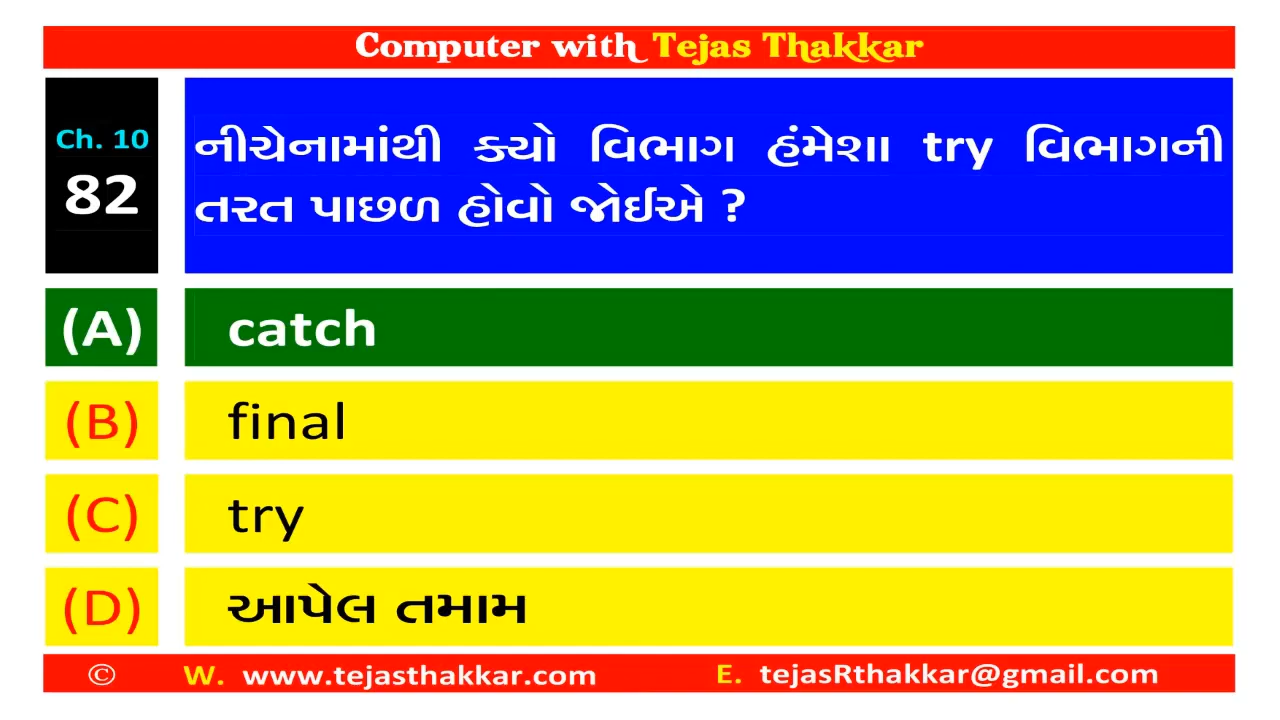 Computer with Tejas Thakkar
Ch. 10
82
નીચેનામાંથી ક્યો વિભાગ હંમેશા try વિભાગની
તરત પાછળ હોવો જોઈએ ?
(A) catch
(B) final
(C) try
(D) આપેલ તમામ
© W. www.tejasthakkar.com E. tejasRthakkar@gmail.com